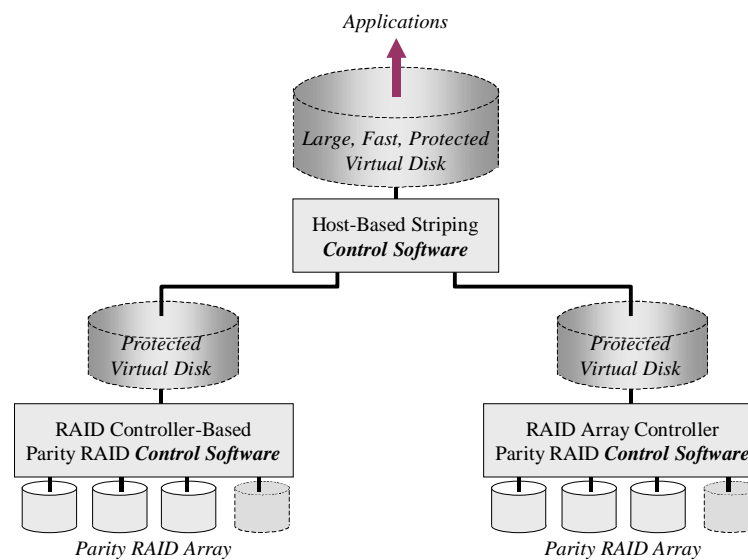 Applications
Large, Fast, Protected
Virtual Disk
Host-Based Striping
Control Software
Protected
Virtual Disk
RAID Controller-Based
Parity RAID Control Software
Parity RAID Array
Protected
Virtual Disk
RAID Array Controller
Parity RAID Control Software
Parity RAID Array